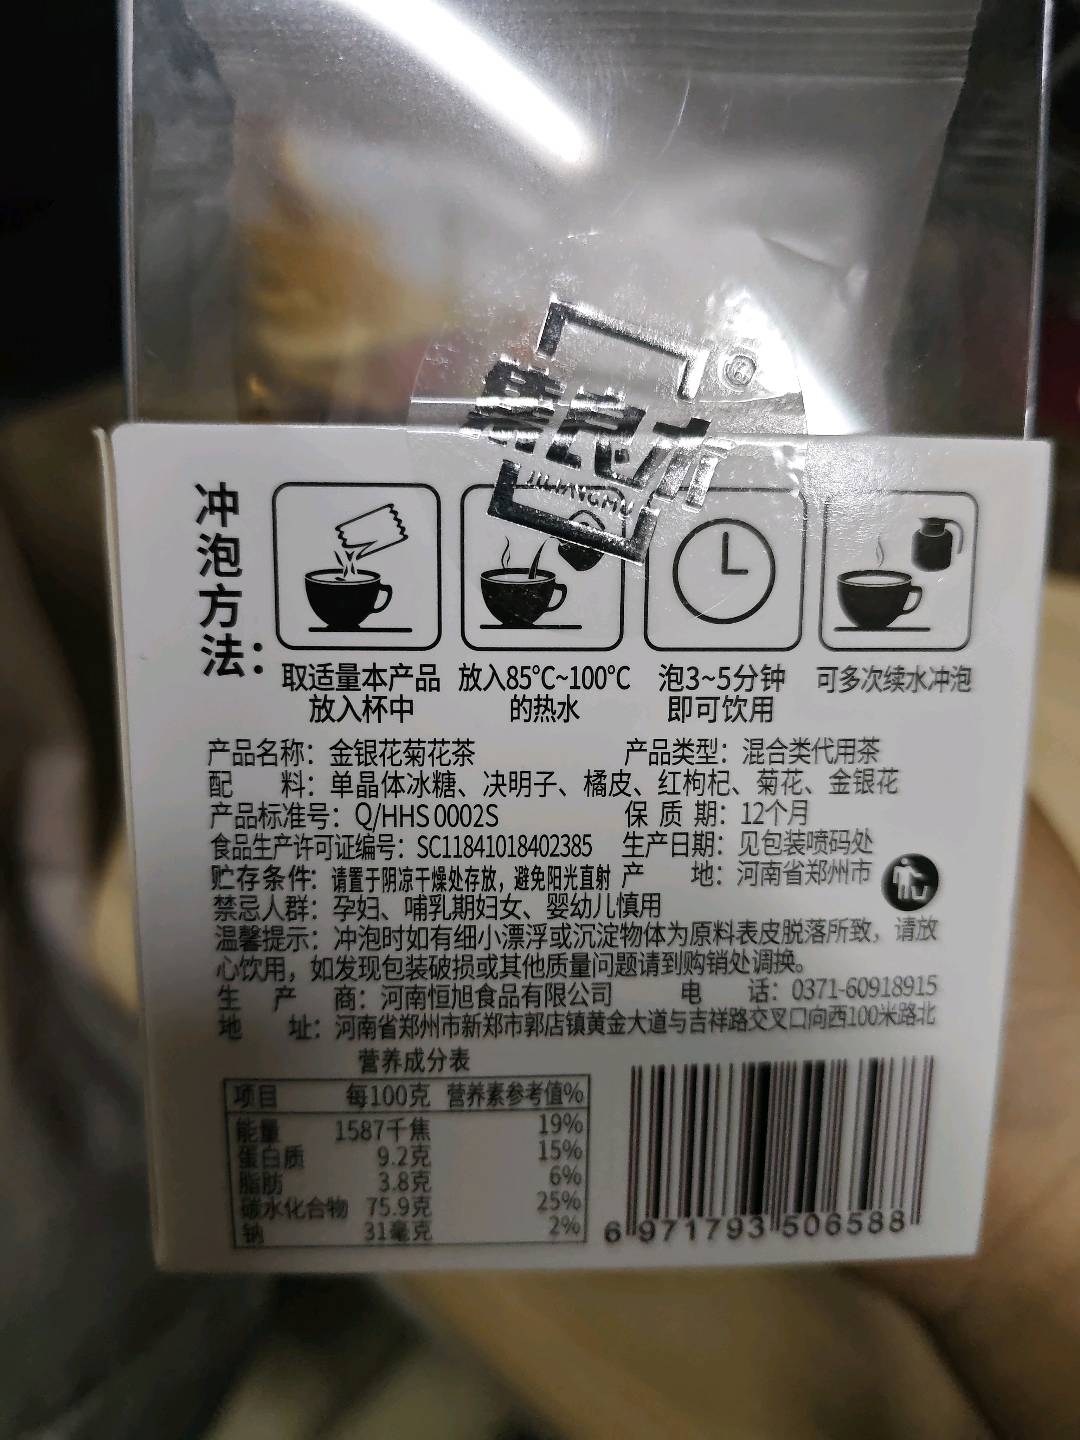 ®
JILIANGMU
冲泡方法：
取适量本产品 放入85℃~100℃ 泡3~5分钟 可多次续水冲泡
放入杯中 的热水 即可饮用
产品名称：金银花菊花茶 产品类型：混合类代用茶
配 料：单晶体冰糖、决明子、橘皮、红枸杞、菊花、金银花
产品标准号：Q/HHS 0002S 保 质 期：12个月
食品生产许可证编号：SC11841018402385 生产日期：见包装喷码处
贮存条件：请置于阴凉干燥处存放，避免阳光直射 产 地：河南省郑州市
禁忌人群：孕妇、哺乳期妇女、婴幼儿慎用
温馨提示：冲泡时如有细小漂浮或沉淀物体为原料表皮脱落所致，请放
心饮用，如发现包装破损或其他质量问题请到购销处调换。
生 产 商：河南恒旭食品有限公司 电 话：0371-60918915
地 址：河南省郑州市新郑市郭店镇黄金大道与吉祥路交叉口向西100米路北
营养成分表
项目 每100克 营养素参考值%
能量 1587千焦 19%
蛋白质 9.2克 15%
脂肪 3.8克 6%
碳水化合物 75.9克 25%
钠 31毫克 2%
6 971793 506588